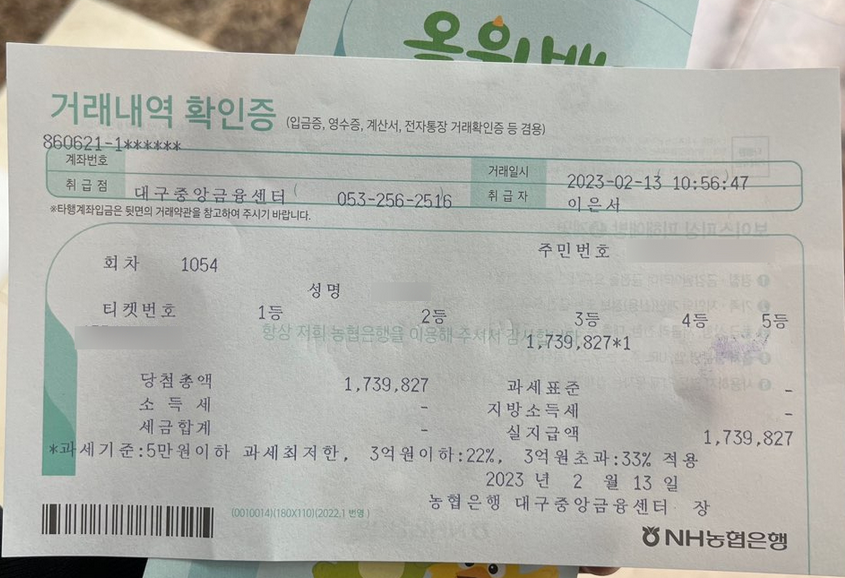 거래내역 확인증 (입금증, 영수증, 계산서, 전자통장 거래확인증 등 겸용)
860621-1******
계좌번호
거래일시 2023-02-13 10:56:47
취급점 대구중앙금융센터 ( 053-256-2516
취급자 이은서
※타행계좌입금은 뒷면의 거래약관을 참고하여 주시기 바랍니다.
주민번호
회차 1054
성명
티켓번호 1등 2등 3등 4등 5등
항상 저희 농협은행을 이용해 주셔서 감사합니다
1,739,827*1
당첨총액 1,739,827 과세표준 -
소득세 - 지방소득세 -
세금합계 - 실지급액 1,739,827
*과세기준:5만원이하 과세최저한, 3억원이하:22%, 3억원초과:33% 적용
2023 년 2 월 13 일
농협은행 대구중앙금융센터 장
(0010014)(180X110)(2022.1 변경)
NH농협은행